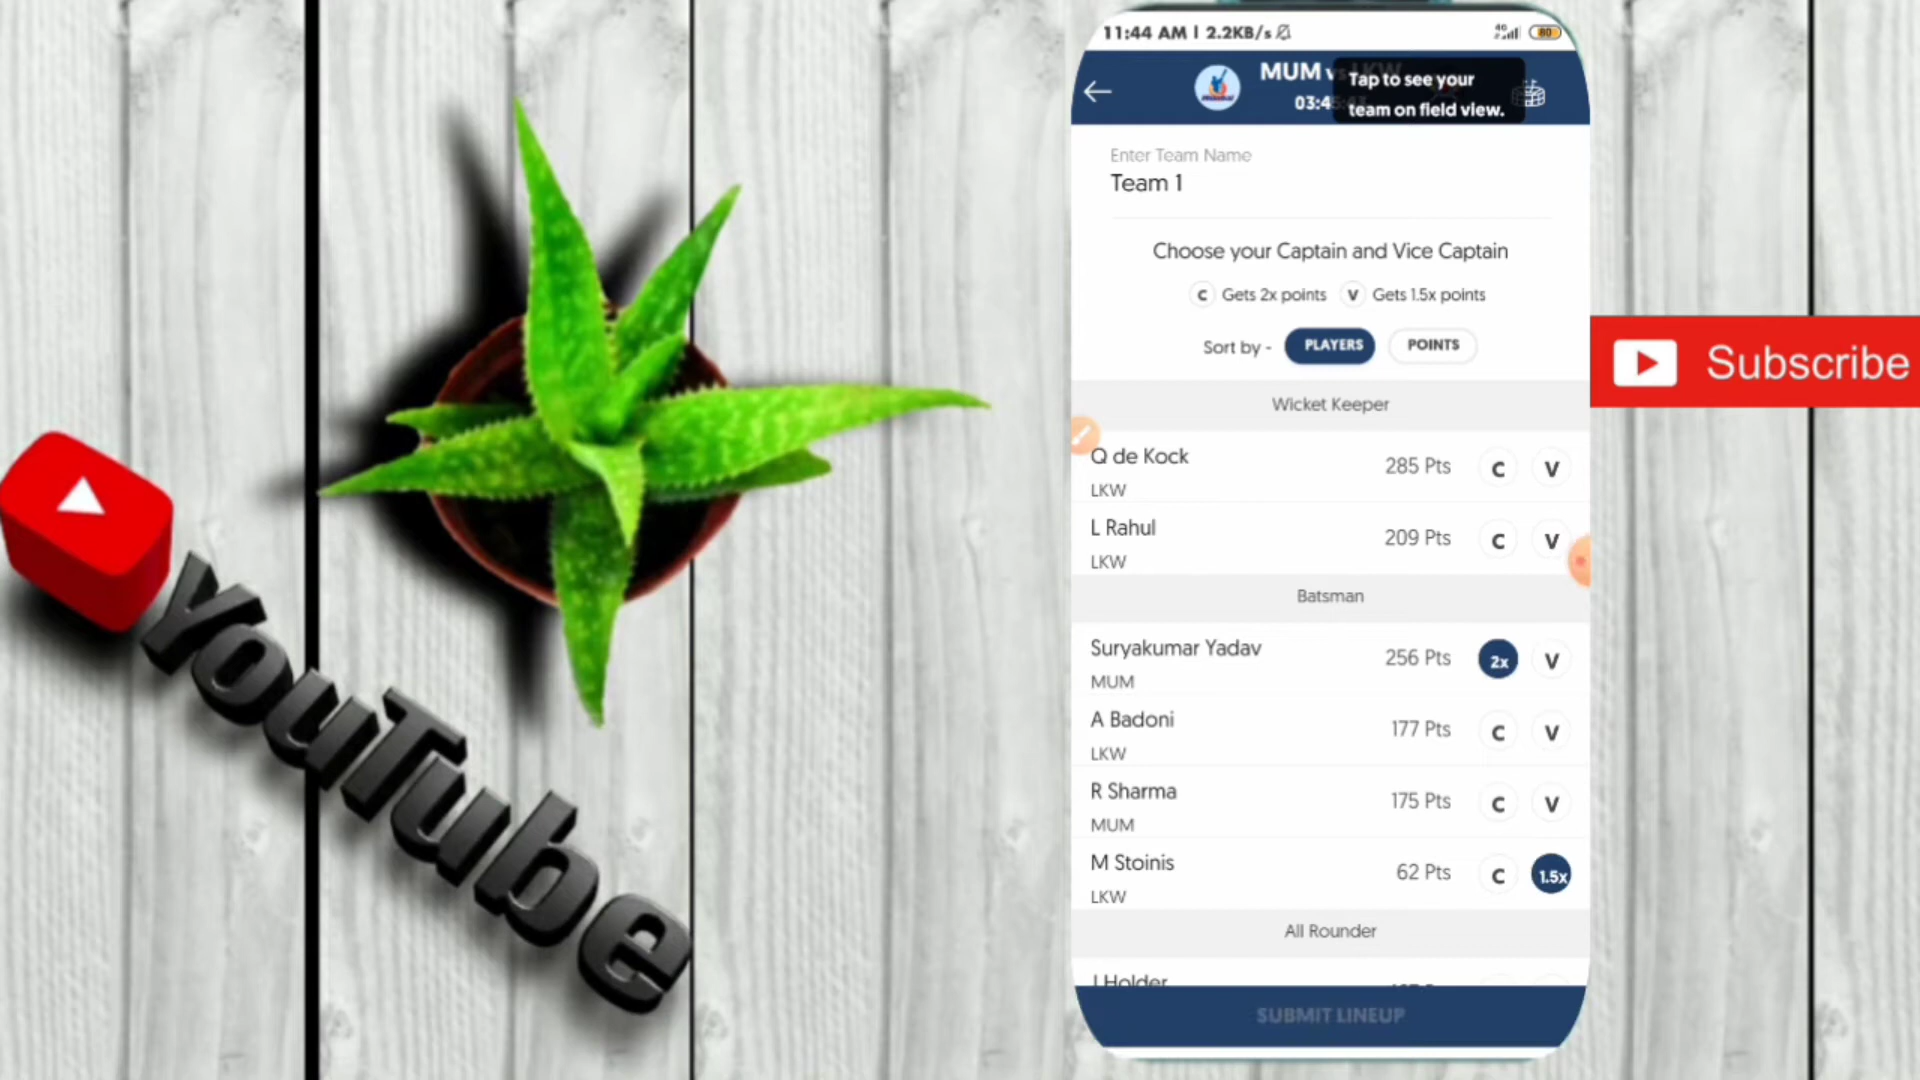 11:44 AM | 2.2KB/s
4G
80
MUM v
03:4
Tap to see your
team on field view.
Enter Team Name
Team 1
Choose your Captain and Vice Captain
C Gets 2x points V Gets 1.5x points
Sort by - PLAYERS POINTS
Wicket Keeper
Q de Kock 285 Pts C V
LKW
L Rahul 209 Pts C V
LKW
Batsman
Suryakumar Yadav 256 Pts 2x V
MUM
A Badoni 177 Pts C V
LKW
R Sharma 175 Pts C V
MUM
M Stoinis 62 Pts C 1.5x
LKW
All Rounder
J Holder
SUBMIT LINEUP
Subscribe
YouTube